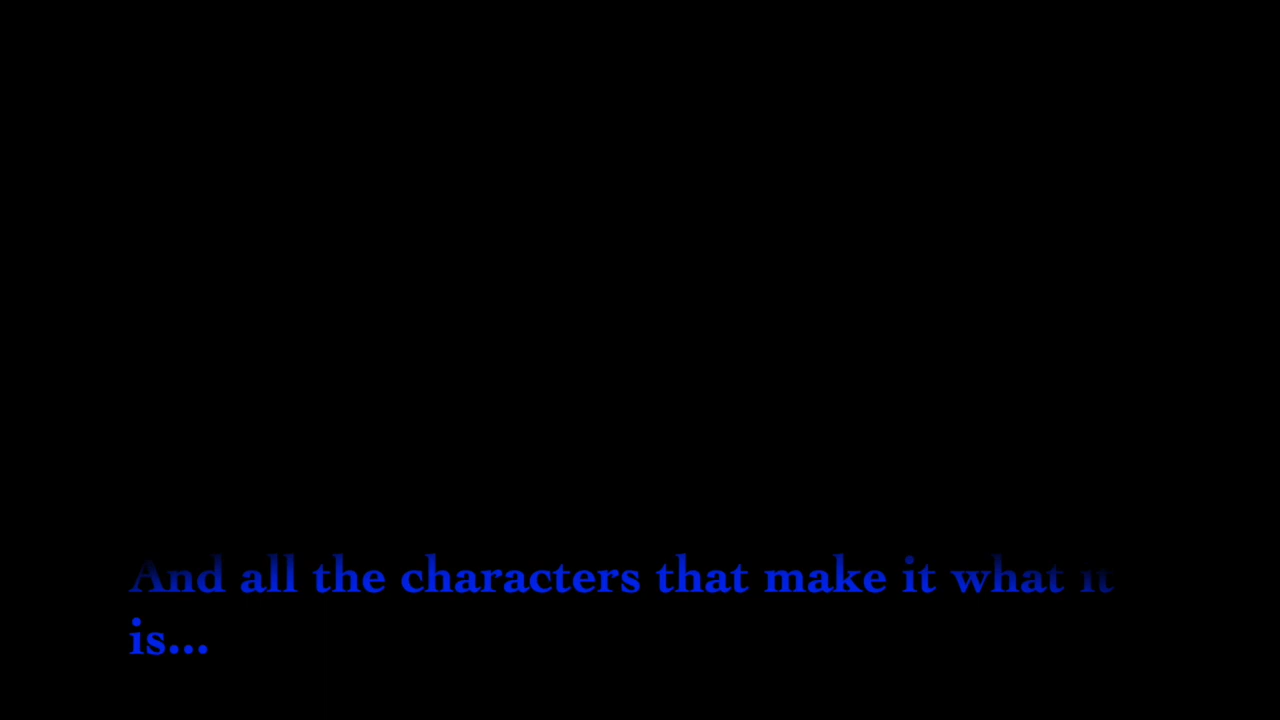 And all the characters that make it what it
is...